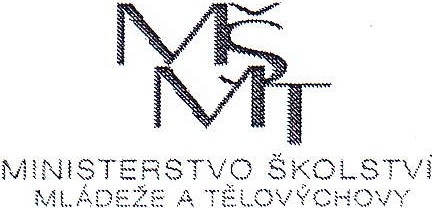 MŠ
MT
MINISTERSTVO ŠKOLSTVÍ
MLÁDEŽE A TĚLOVÝCHOVY